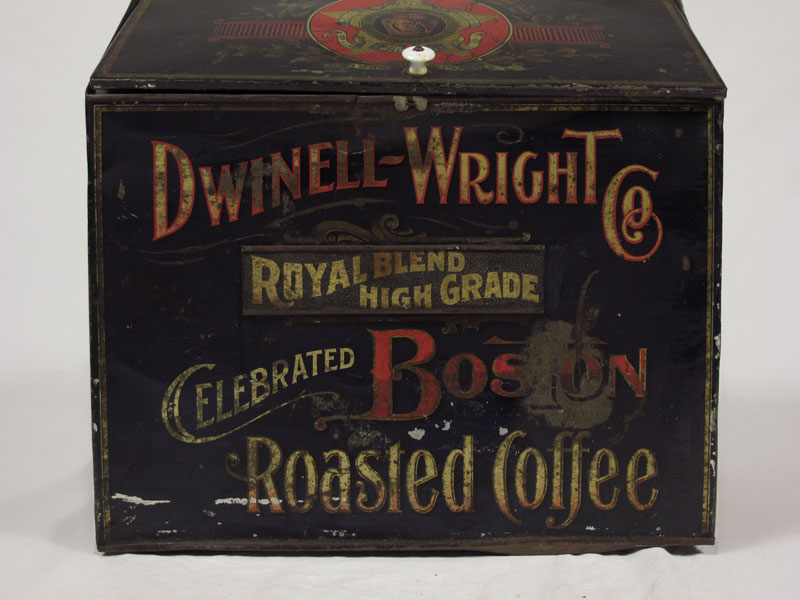 DWINELL-WRIGHT Co
ROYAL BLEND
HIGH GRADE
CELEBRATED BOSTON
Roasted Coffee